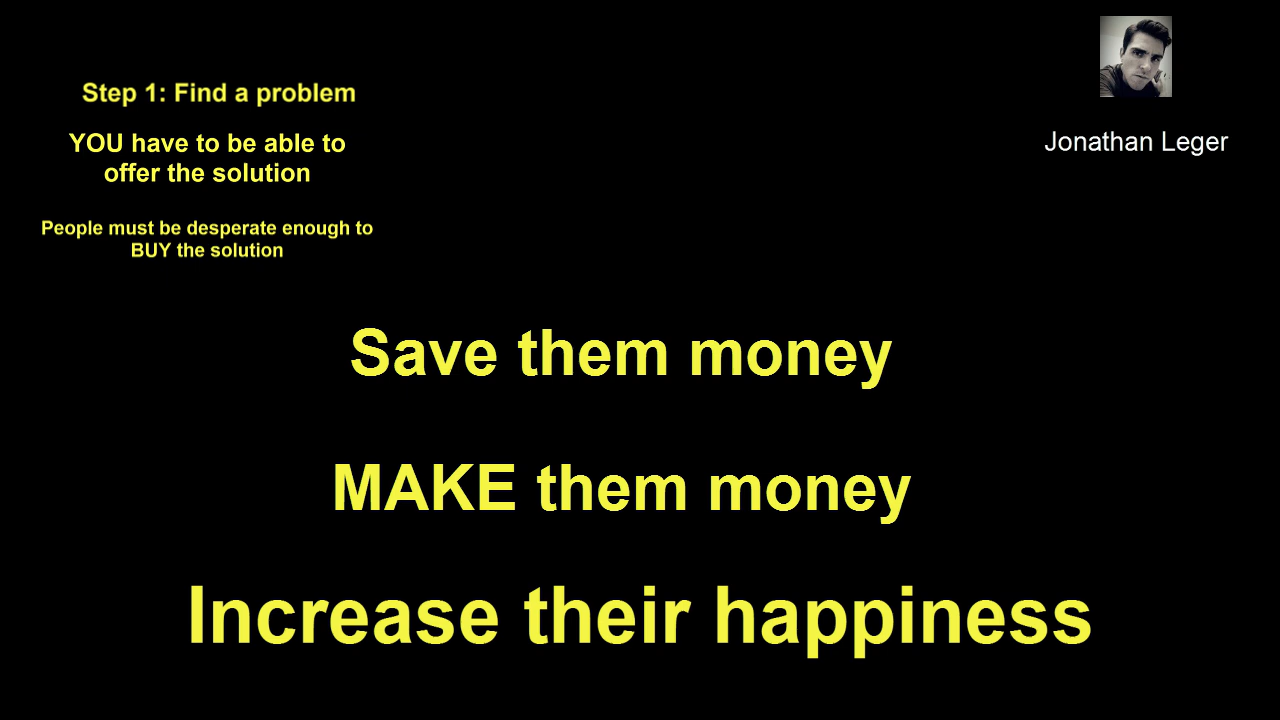 Step 1: Find a problem
YOU have to be able to
offer the solution
People must be desperate enough to
BUY the solution
Jonathan Leger
Save them money
MAKE them money
Increase their happiness